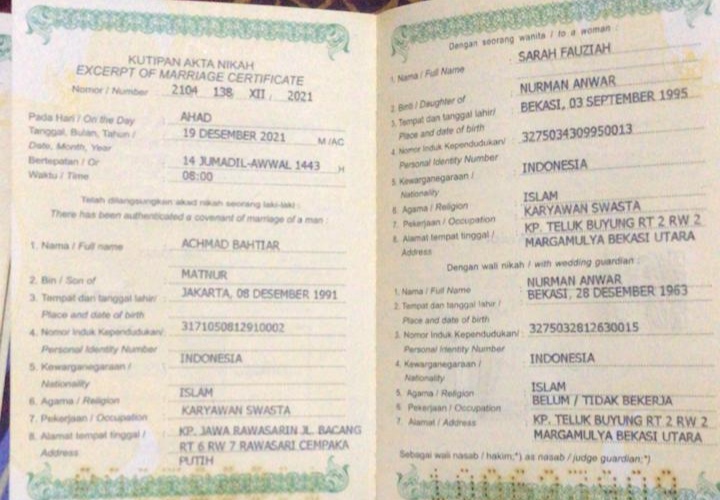 KUTIPAN AKTA NIKAH
EXCERPT OF MARRIAGE CERTIFICATE
Nomor / Number 2104 138 XII, 2021
Pada Hari / On the Day : AHAD
Tanggal, Bulan, Tahun / : 19 DESEMBER 2021 M /AC
Date, Month, Year
Bertepatan / Or : 14 JUMADIL-AWWAL 1443 H
Waktu / Time : 08:00
Telah dilangsungkan akad nikah seorang laki-laki :
There has been authenticated a covenant of marriage of a man :
1. Nama / Full name : ACHMAD BAHTIAR
2. Bin / Son of : MATNUR
3. Tempat dan tanggal lahir/ : JAKARTA, 08 DESEMBER 1991
Place and date of birth
4. Nomor Induk Kependudukan/ : 3171050812910002
Personal Identity Number
5. Kewarganegaraan / : INDONESIA
Nationality
6. Agama / Religion : ISLAM
7. Pekerjaan / Occupation : KARYAWAN SWASTA
8. Alamat tempat tinggal / : KP. JAWA RAWASARIN JL. BACANG
Address RT 6 RW 7 RAWASARI CEMPAKA
PUTIH
Dengan seorang wanita / to a woman :
1. Nama / Full Name : SARAH FAUZIAH
2. Binti / Daughter of : NURMAN ANWAR
3. Tempat dan tanggal lahir/ : BEKASI, 03 SEPTEMBER 1995
Place and date of birth
4. Nomor Induk Kependudukan/ : 3275034309950013
Personal Identity Number
5. Kewarganegaraan / : INDONESIA
Nationality
6. Agama / Religion : ISLAM
7. Pekerjaan / Occupation : KARYAWAN SWASTA
8. Alamat tempat tinggal / : KP. TELUK BUYUNG RT 2 RW 2
Address MARGAMULYA BEKASI UTARA
Dengan wali nikah / with wedding guardian :
1. Nama / Full Name : NURMAN ANWAR
2. Tempat dan tanggal lahir / : BEKASI, 28 DESEMBER 1963
Place and date of birth
3. Nomor Induk Kependudukan/ : 3275032812630015
Personal Identity Number
4. Kewarganegaraan / : INDONESIA
Nationality
5. Agama / Religion : ISLAM
6. Pekerjaan / Occupation : BELUM / TIDAK BEKERJA
7. Alamat / Address : KP. TELUK BUYUNG RT 2 RW 2
MARGAMULYA BEKASI UTARA
Sebagai wali nasab / hakim;*) as nasab / judge guardian;*)